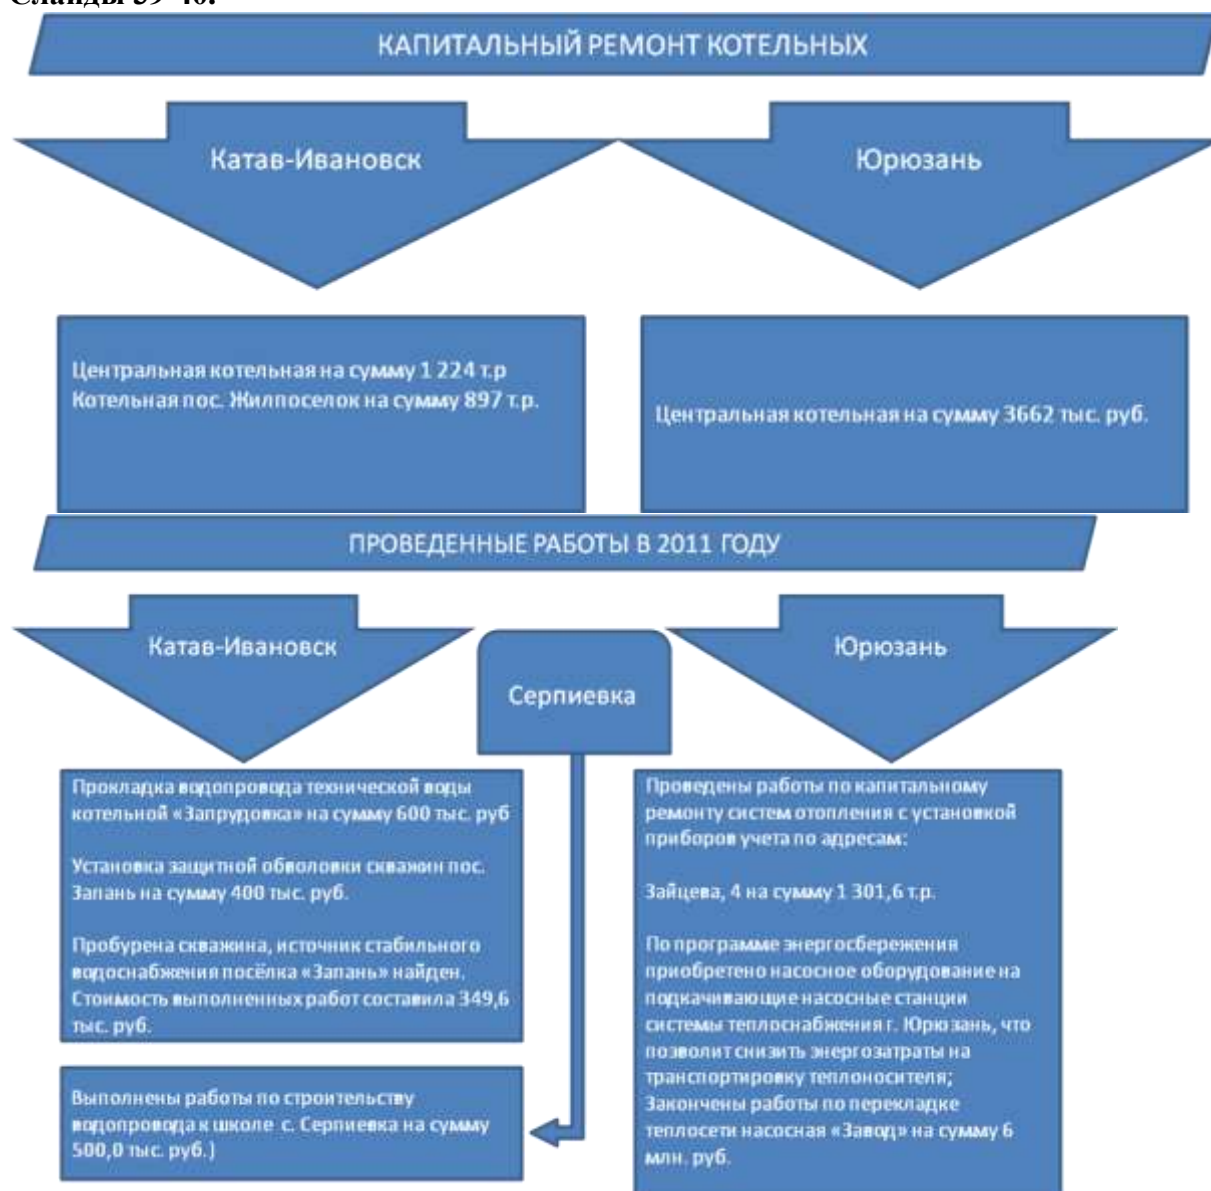 Слайды 39-40.
КАПИТАЛЬНЫЙ РЕМОНТ КОТЕЛЬНЫХ
Катав-Ивановск
Юрюзань
Центральная котельная на сумму 1 224 т.р
Котельная пос. Жилпоселок на сумму 897 т.р.
Центральная котельная на сумму 3662 тыс. руб.
ПРОВЕДЕННЫЕ РАБОТЫ В 2011 ГОДУ
Катав-Ивановск
Серпиевка
Юрюзань
Прокладка водопровода технической воды
котельной «Запрудовка» на сумму 600 тыс. руб
Установка защитной обволовки скважин пос.
Запань на сумму 400 тыс. руб.
Пробурена скважина, источник стабильного
водоснабжения посёлка «Запань» найден.
Стоимость выполненных работ составила 349,6
тыс. руб.
Выполнены работы по строительству
водопровода к школе с. Серпиевка на сумму
500,0 тыс. руб.)
Проведены работы по капитальному
ремонту систем отопления с установкой
приборов учета по адресам:
Зайцева, 4 на сумму 1 301,6 т.р.
По программе энергосбережения
приобретено насосное оборудование на
подкачивающие насосные станции
системы теплоснабжения г. Юрюзань, что
позволит снизить энергозатраты на
транспортировку теплоносителя;
Закончены работы по перекладке
теплосети насосная «Завод» на сумму 6
млн. руб.